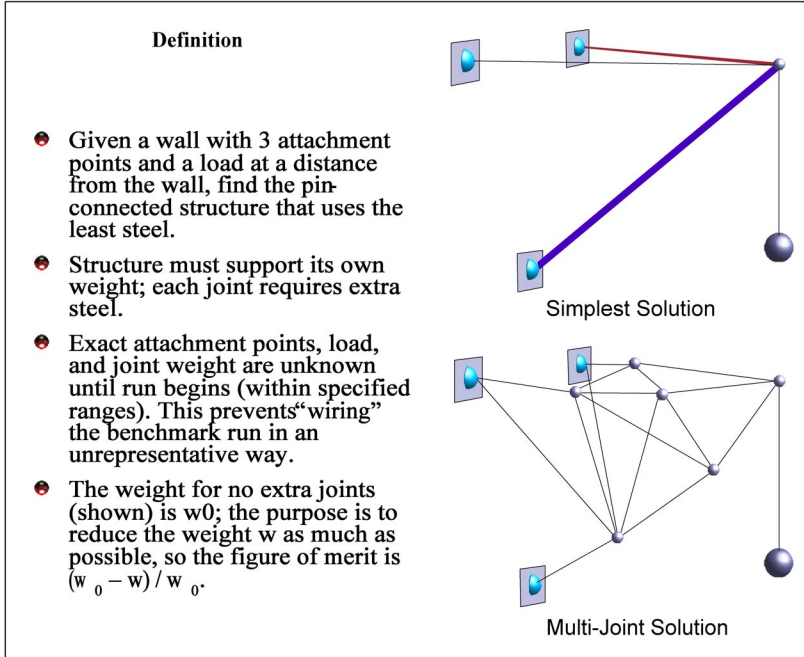 Definition
Given a wall with 3 attachment
points and a load at a distance
from the wall, find the pin-
connected structure that uses the
least steel.
Structure must support its own
weight; each joint requires extra
steel.
Exact attachment points, load,
and joint weight are unknown
until run begins (within specified
ranges). This prevents“wiring”
the benchmark run in an
unrepresentative way.
The weight for no extra joints
(shown) is w0; the purpose is to
reduce the weight w as much as
possible, so the figure of merit is
(w 0 – w) / w 0.
Simplest Solution
Multi-Joint Solution